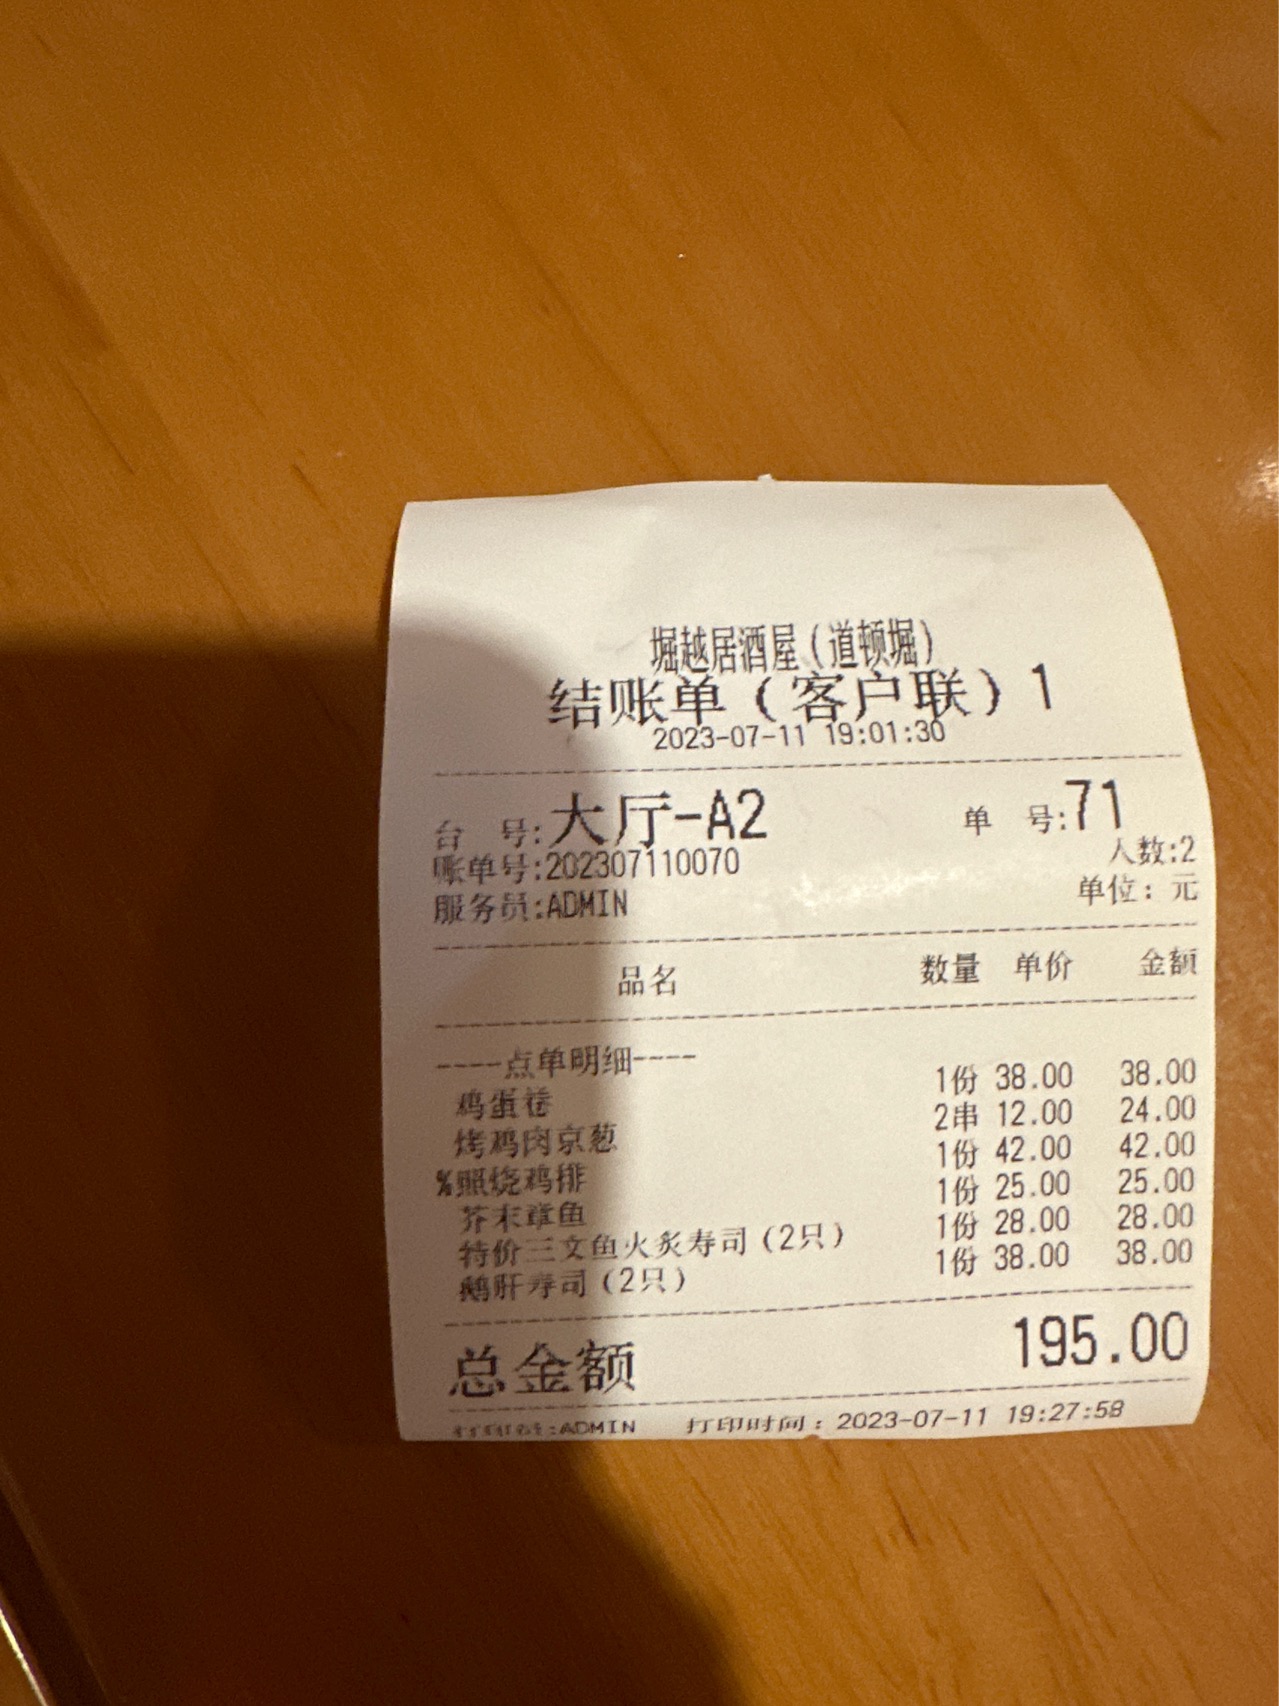 堀越居酒屋(道顿堀)
结账单(客户联)1
2023-07-11 19:01:30
台 号:大厅-A2 单 号:71
账单号:202307110070 人数:2
服务员:ADMIN 单位: 元
品名 数量 单价 金额
----点单明细----
鸡蛋卷 1份 38.00 38.00
烤鸡肉京葱 2串 12.00 24.00
%照烧鸡排 1份 42.00 42.00
芥末章鱼 1份 25.00 25.00
特价三文鱼火炙寿司(2只) 1份 28.00 28.00
鹅肝寿司(2只) 1份 38.00 38.00
总金额 195.00
:ADMIN 打印时间:2023-07-11 19:27:58